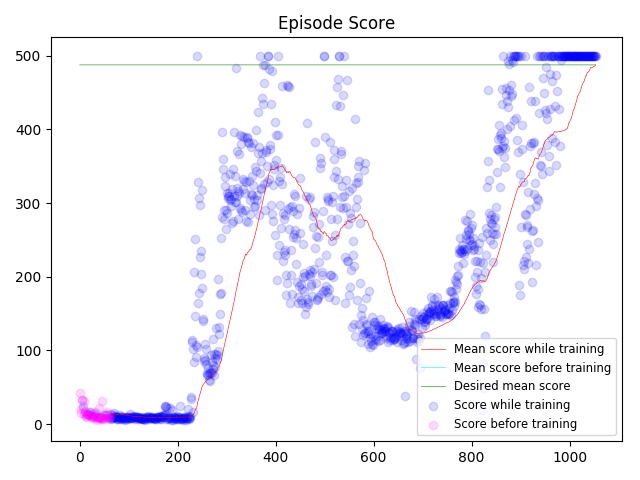 Episode Score
500
400
300
200
100
0
0 200 400 600 800 1000
Mean score while training
Mean score before training
Desired mean score
Score while training
Score before training